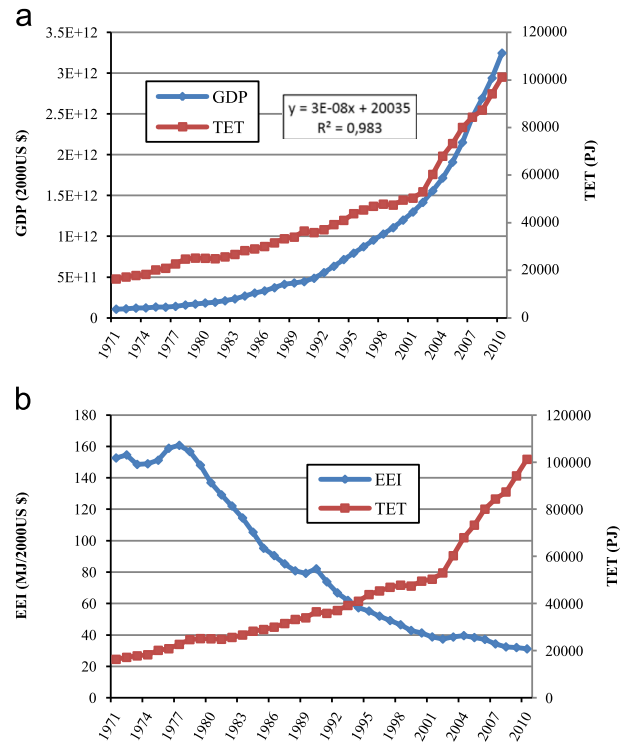 a
3.5E+12
3E+12
2.5E+12
2E+12
1.5E+12
1E+12
5E+11
0
GDP (2000US $)
120000
100000
80000
60000
40000
20000
0
TET (PJ)
GDP
TET
y = 3E-08x + 20035
R² = 0,983
1971
1974
1977
1980
1983
1986
1989
1992
1995
1998
2001
2004
2007
2010
b
180
160
140
120
100
80
60
40
20
0
EEI (MJ/2000US $)
120000
100000
80000
60000
40000
20000
0
TET (PJ)
EEI
TET
1971
1974
1977
1980
1983
1986
1989
1992
1995
1998
2001
2004
2007
2010